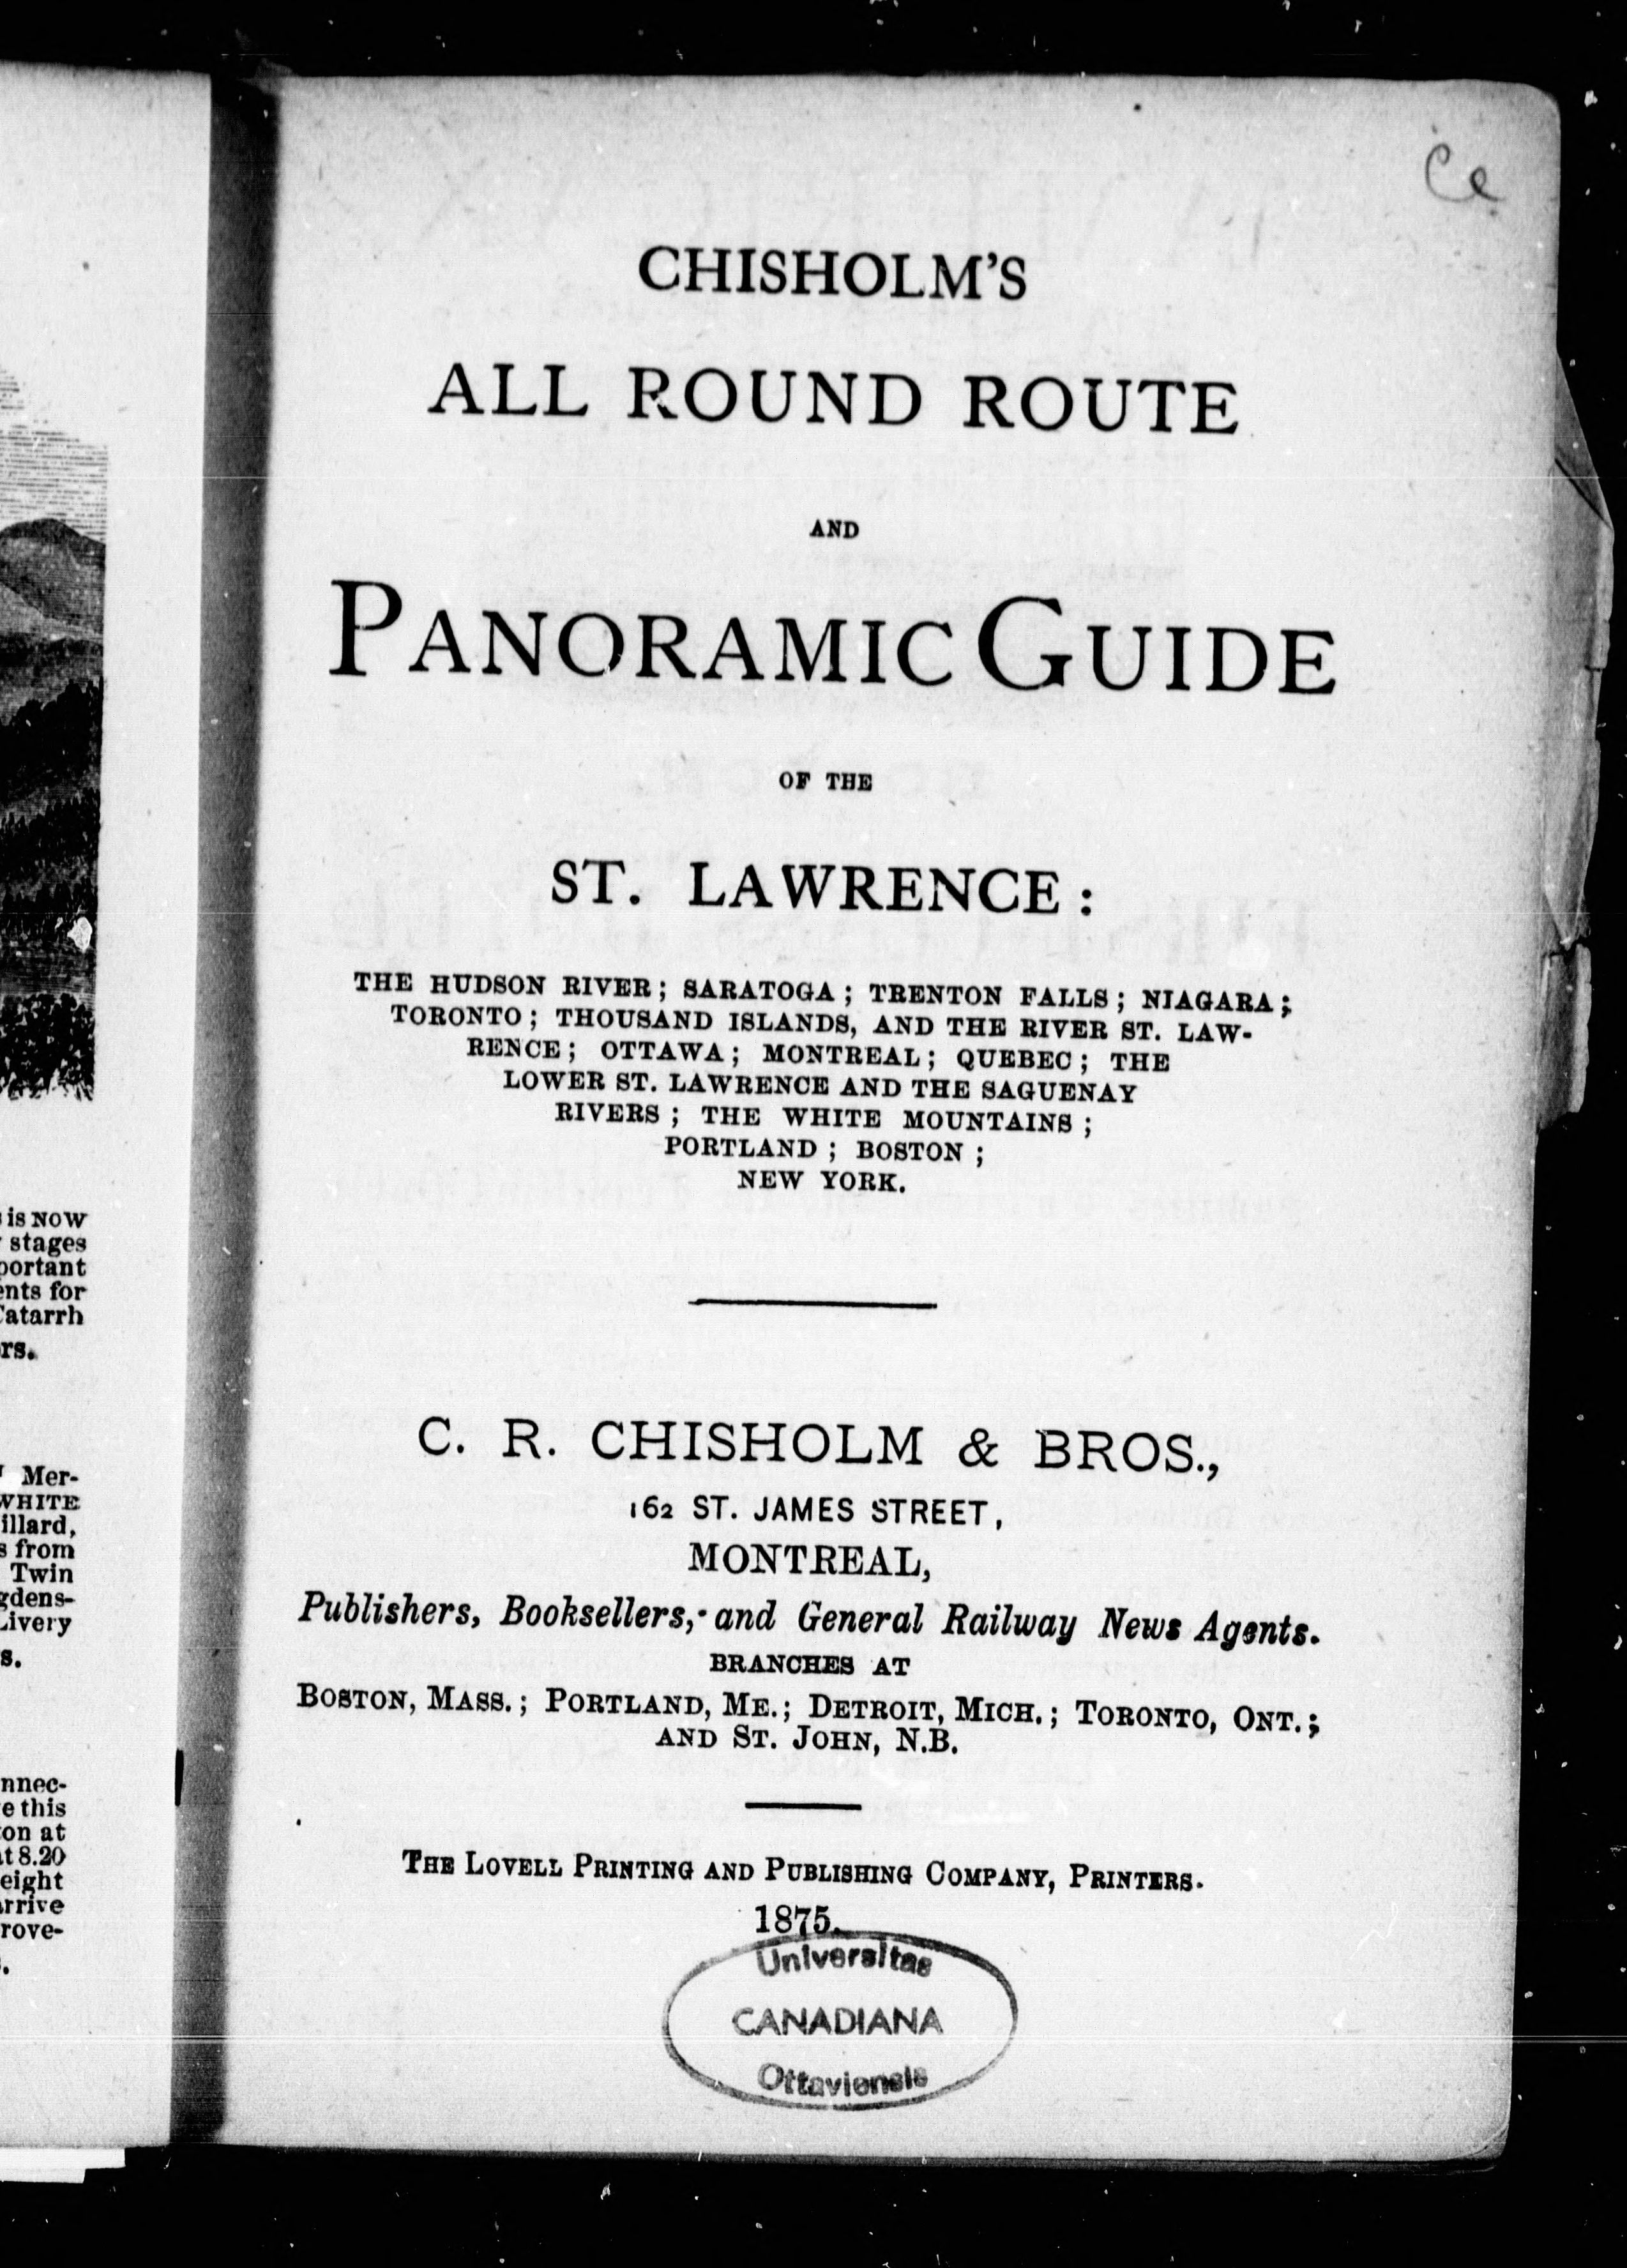 is NOW
stages
ents for
rs.
Mer-
WHITE
illard,
s from
Twin
gdens-
Livery
s.
nnec-
e this
on at
at 8.20
eight
arrive
rove-
Ce
CHISHOLM'S
ALL ROUND ROUTE
AND
PANORAMIC GUIDE
OF THE
ST. LAWRENCE:
THE HUDSON RIVER; SARATOGA; TRENTON FALLS; NIAGARA;
TORONTO; THOUSAND ISLANDS, AND THE RIVER ST. LAW-
RENCE; OTTAWA; MONTREAL; QUEBEC; THE
LOWER ST. LAWRENCE AND THE SAGUENAY
RIVERS; THE WHITE MOUNTAINS;
PORTLAND; BOSTON;
NEW YORK.
C. R. CHISHOLM & BROS.,
162 ST. JAMES STREET,
MONTREAL,
Publishers, Booksellers, and General Railway News Agents.
BRANCHES AT
BOSTON, MASS.; PORTLAND, ME.; DETROIT, MICH.; TORONTO, ONT.;
AND ST. JOHN, N.B.
THE LOVELL PRINTING AND PUBLISHING COMPANY, PRINTERS.
1875.
Universitas
CANADIANA
Ottaviensis